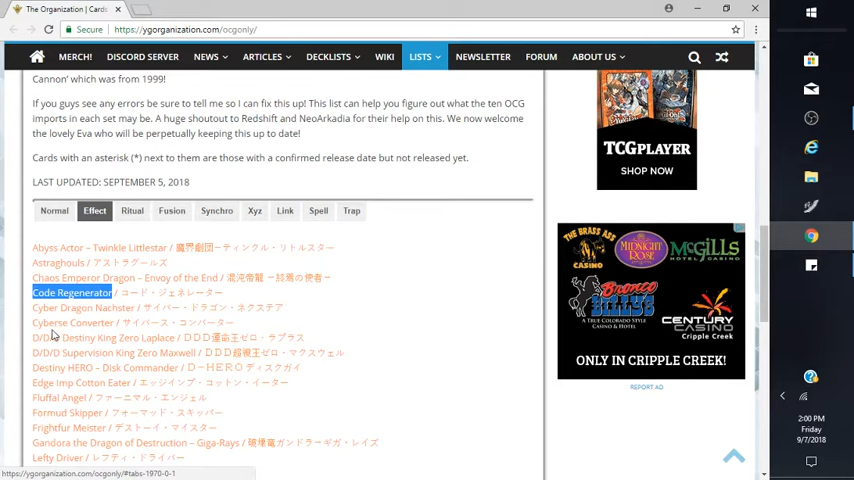 The Organization | Cardi
Secure
https://ygorganization.com/ocgonly/
MERCH!
DISCORD SERVER
NEWS
ARTICLES
DECKLISTS
WIKI
LISTS
NEWSLETTER
FORUM
ABOUT US
Cannon' which was from 1999!
If you guys see any errors be sure to tell me so I can fix this up! This list can help you figure out what the ten OCG
imports in each set may be. A huge shoutout to Redshift and NeoArkadia for their help on this. We now welcome
the lovely Eva who will be perpetually keeping this up to date!
Cards with an asterisk (*) next to them are those with a confirmed release date but not released yet.
LAST UPDATED: SEPTEMBER 5, 2018
Normal
Effect
Ritual
Fusion
Synchro
Xyz
Link
Spell
Trap
Abyss Actor – Twinkle Littlestar / 魔界劇団－ティンクル・リトルスター
Astraghouls / アストラグールズ
Chaos Emperor Dragon – Envoy of the End / 混沌帝龍 －終焉の使者－
Code Regenerator / コード・ジェネレーター
Cyber Dragon Nachster / サイバー・ドラゴン・ネクステア
Cyberse Converter / サイバース・コンバーター
D/D/D Destiny King Zero Laplace / ＤＤＤ運命王ゼロ・ラプラス
D/D/D Supervision King Zero Maxwell / ＤＤＤ超視王ゼロ・マクスウェル
Destiny HERO – Disk Commander / Ｄ－ＨＥＲＯ ディスクガイ
Edge Imp Cotton Eater / エッジインプ・コットン・イーター
Fluffal Angel / ファーニマル・エンジェル
Formud Skipper / フォーマッド・スキッパー
Frightfur Meister / デストーイ・マイスター
Gandora the Dragon of Destruction – Giga-Rays / 破壊竜ガンドラ－ギガ・レイズ
Lefty Driver / レフティ・ドライバー
https://ygorganization.com/ocgonly/#tabs-1970-0-1
TCGPLAYER
SHOP NOW
THE BRASS ASS
CASINO
MIDNIGHT
ROSE
McGILLS
HOTEL & CASINO
BRONCO
BILLY'S
CASINO
CENTURY
CASINO
Cripple Creek
ONLY IN CRIPPLE CREEK!
REPORT AD
2:00 PM
Friday
9/7/2018